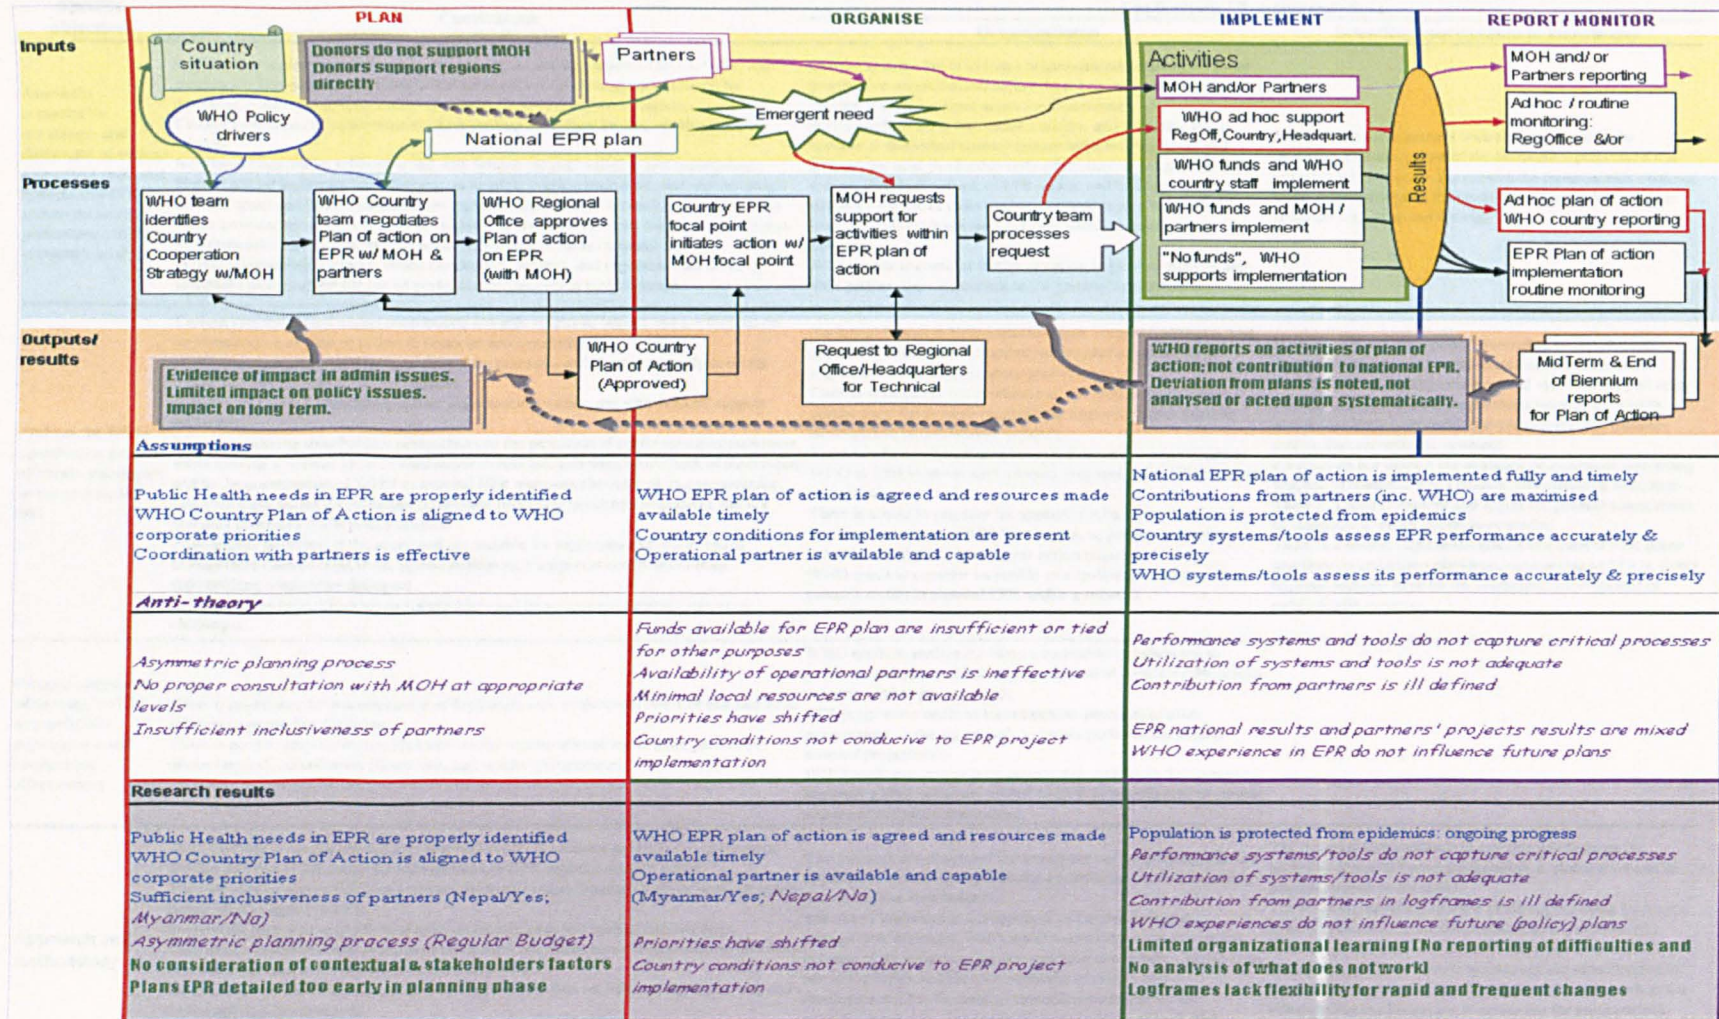 PLAN
ORGANISE
IMPLEMENT
REPORT / MONITOR
Inputs
Country
situation
Donors do not support MOH
Donors support regions
directly
Partners
WHO Policy
drivers
National EPR plan
Emergent need
Activities
MOH and/or Partners
WHO ad hoc support
RegOff, Country, Headquart.
WHO funds and WHO
country staff implement
WHO funds and MOH /
partners implement
"No funds", WHO
supports implementation
Results
MOH and/ or
Partners reporting
Ad hoc / routine
monitoring:
RegOffice &/or
Processes
WHO team
identifies
Country
Cooperation
Strategy w/MOH
WHO Country
team negotiates
Plan of action on
EPR w/ MOH &
partners
WHO Regional
Office approves
Plan of action
on EPR
(with MOH)
Country EPR
focal point
initiates action w/
MOH focal point
MOH requests
support for
activities within
EPR plan of
action
Country team
processes
request
Ad hoc plan of action
WHO country reporting
EPR Plan of action
implementation
routine monitoring
Outputs/
results
Evidence of impact in admin issues.
Limited impact on policy issues.
Impact on long term.
WHO Country
Plan of Action
(Approved)
Request to Regional
Office/Headquarters
for Technical
WHO reports on activities of plan of
action; not contribution to national EPR.
Deviation from plans is noted, not
analysed or acted upon systematically.
Mid Term & End
of Biennium
reports
for Plan of Action
Assumptions
Public Health needs in EPR are properly identified
WHO Country Plan of Action is aligned to WHO
corporate priorities
Coordination with partners is effective
WHO EPR plan of action is agreed and resources made
available timely
Country conditions for implementation are present
Operational partner is available and capable
National EPR plan of action is implemented fully and timely
Contributions from partners (inc. WHO) are maximised
Population is protected from epidemics
Country systems/tools assess EPR performance accurately &
precisely
WHO systems/tools assess its performance accurately & precisely
Anti-theory
Asymmetric planning process
No proper consultation with MOH at appropriate
levels
Insufficient inclusiveness of partners
Funds available for EPR plan are insufficient or tied
for other purposes
Availability of operational partners is ineffective
Minimal local resources are not available
Priorities have shifted
Country conditions not conducive to EPR project
implementation
Performance systems and tools do not capture critical processes
Utilization of systems and tools is not adequate
Contribution from partners is ill defined
EPR national results and partners' projects results are mixed
WHO experience in EPR do not influence future plans
Research results
Public Health needs in EPR are properly identified
WHO Country Plan of Action is aligned to WHO
corporate priorities
Sufficient inclusiveness of partners (Nepal/Yes;
Myanmar/No)
Asymmetric planning process (Regular Budget)
No consideration of contextual & stakeholders factors
Plans EPR detailed too early in planning phase
WHO EPR plan of action is agreed and resources made
available timely
Operational partner is available and capable
(Myanmar/Yes; Nepal/No)
Priorities have shifted
Country conditions not conducive to EPR project
implementation
Population is protected from epidemics: ongoing progress
Performance systems/tools do not capture critical processes
Utilization of systems/tools is not adequate
Contribution from partners in logframes is ill defined
WHO experiences do not influence future (policy) plans
Limited organizational learning (No reporting of difficulties and
No analysis of what does not work)
Logframes lack flexibility for rapid and frequent changes